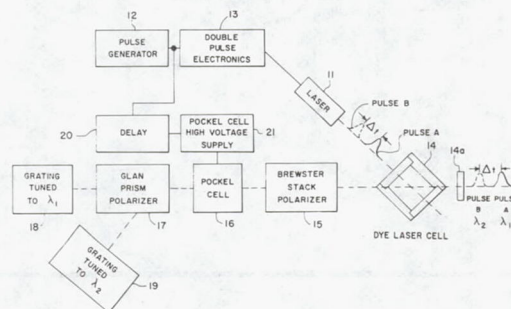 12
PULSE
GENERATOR
13
DOUBLE
PULSE
ELECTRONICS
11
LASER
PULSE B
Δt
PULSE A
20
DELAY
POCKEL CELL
HIGH VOLTAGE
SUPPLY
21
GRATING
TUNED
TO λ1
18
GLAN
PRISM
POLARIZER
17
POCKEL
CELL
16
BREWSTER
STACK
POLARIZER
15
14
DYE LASER CELL
14a
Δt
PULSE
B
λ2
PULSE
A
λ1
GRATING
TUNED
TO λ2
19